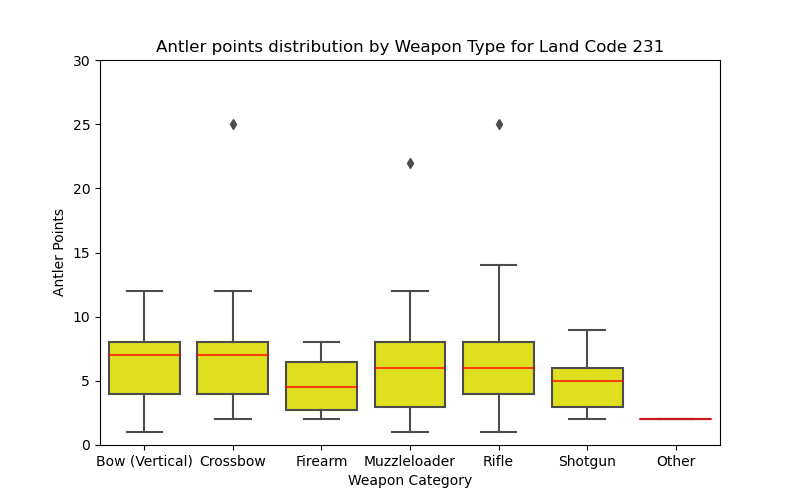 Antler points distribution by Weapon Type for Land Code 231
30
25
20
15
10
5
0
Antler Points
Bow (Vertical) Crossbow Firearm Muzzleloader Rifle Shotgun Other
Weapon Category